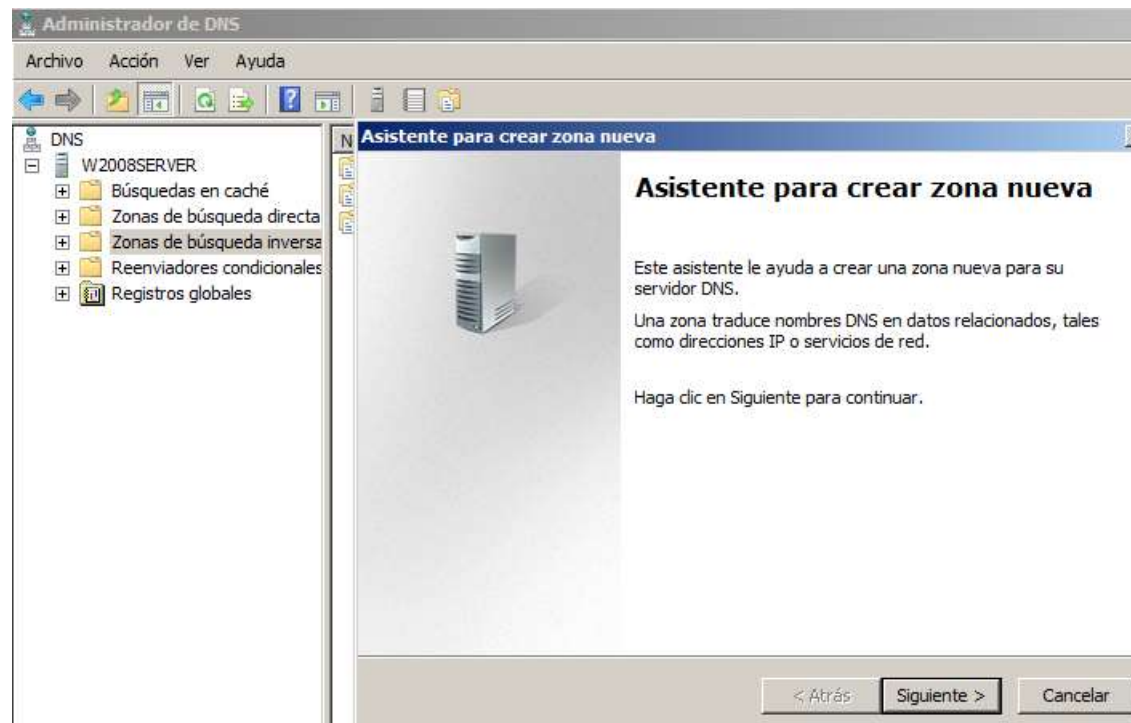 Administrador de DNS
Archivo Acción Ver Ayuda
DNS
W2008SERVER
Búsquedas en caché
Zonas de búsqueda directa
Zonas de búsqueda inversa
Reenviadores condicionales
Registros globales
N
Asistente para crear zona nueva
Asistente para crear zona nueva
Este asistente le ayuda a crear una zona nueva para su
servidor DNS.
Una zona traduce nombres DNS en datos relacionados, tales
como direcciones IP o servicios de red.
Haga clic en Siguiente para continuar.
< Atrás Siguiente > Cancelar